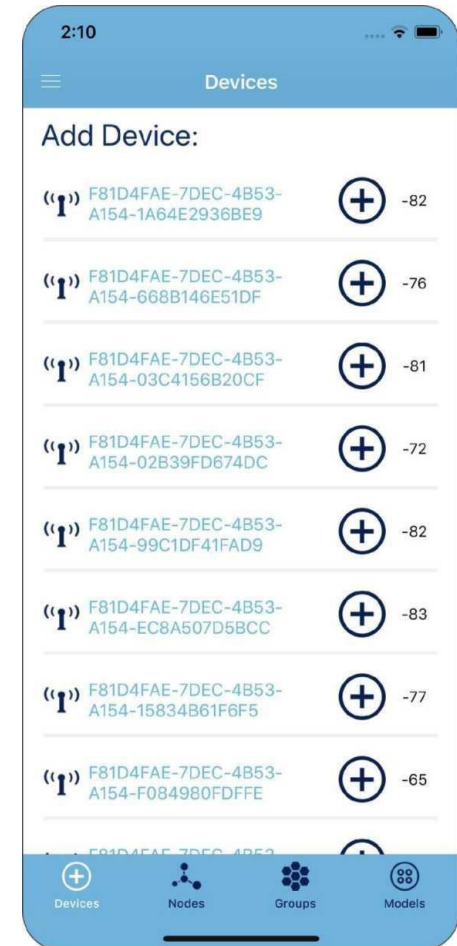 2:10
Devices
Add Device:
F81D4FAE-7DEC-4B53-
A154-1A64E2936BE9
-82
F81D4FAE-7DEC-4B53-
A154-668B146E51DF
-76
F81D4FAE-7DEC-4B53-
A154-03C4156B20CF
-81
F81D4FAE-7DEC-4B53-
A154-02B39FD674DC
-72
F81D4FAE-7DEC-4B53-
A154-99C1DF41FAD9
-82
F81D4FAE-7DEC-4B53-
A154-EC8A507D5BCC
-83
F81D4FAE-7DEC-4B53-
A154-15834B61F6F5
-77
F81D4FAE-7DEC-4B53-
A154-F084980FDFFE
-65
Devices
Nodes
Groups
Models